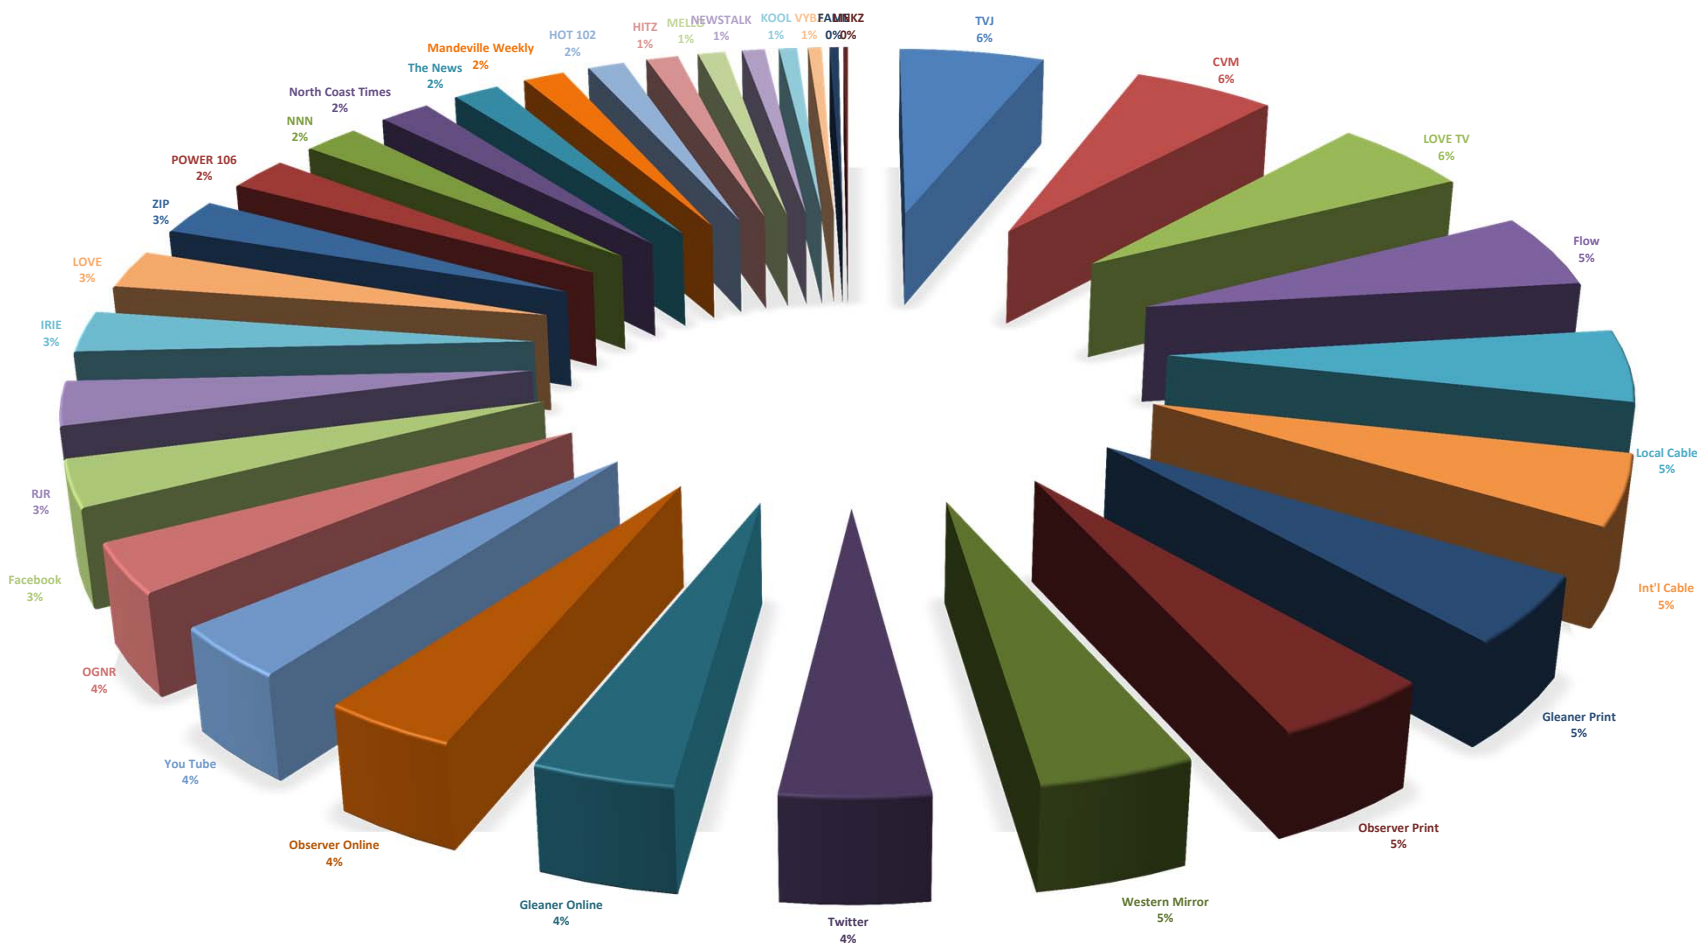 TVJ
6%
CVM
6%
LOVE TV
6%
Flow
5%
Local Cable
5%
Int'l Cable
5%
Gleaner Print
5%
Observer Print
5%
Western Mirror
5%
Twitter
4%
Gleaner Online
4%
Observer Online
4%
You Tube
4%
OGNR
4%
Facebook
3%
RJR
3%
IRIE
3%
LOVE
3%
ZIP
3%
POWER 106
2%
NNN
2%
North Coast Times
2%
The News
2%
Mandeville Weekly
2%
HOT 102
2%
HITZ
1%
MELLO
1%
NEWSTALK
1%
KOOL
1%
VYBZ
1%
0%
0%